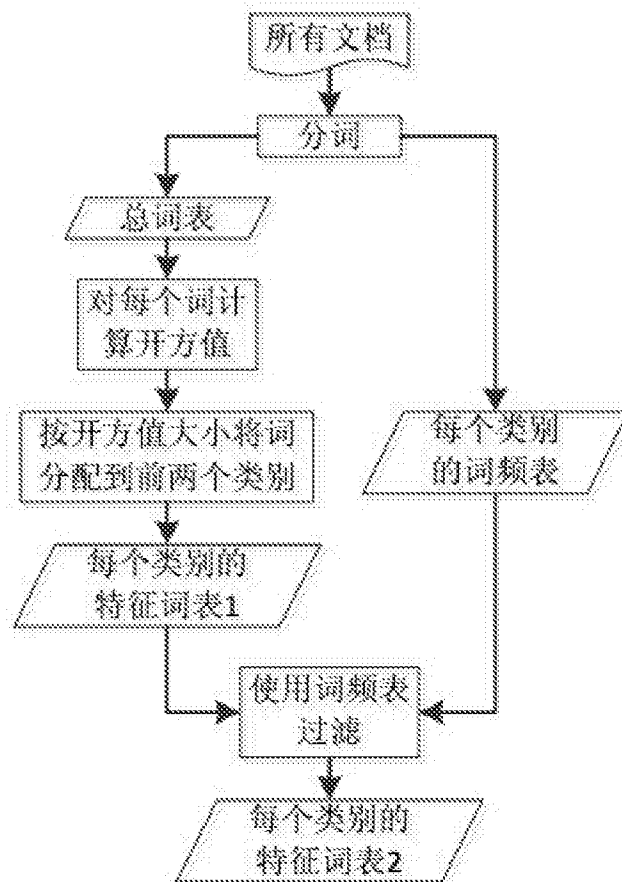 所有文档
分词
总词表
对每个词计
算开方值
按开方值大小将词
分配到前两个类别
每个类别的
特征词表1
每个类别
的词频表
使用词频表
过滤
每个类别的
特征词表2